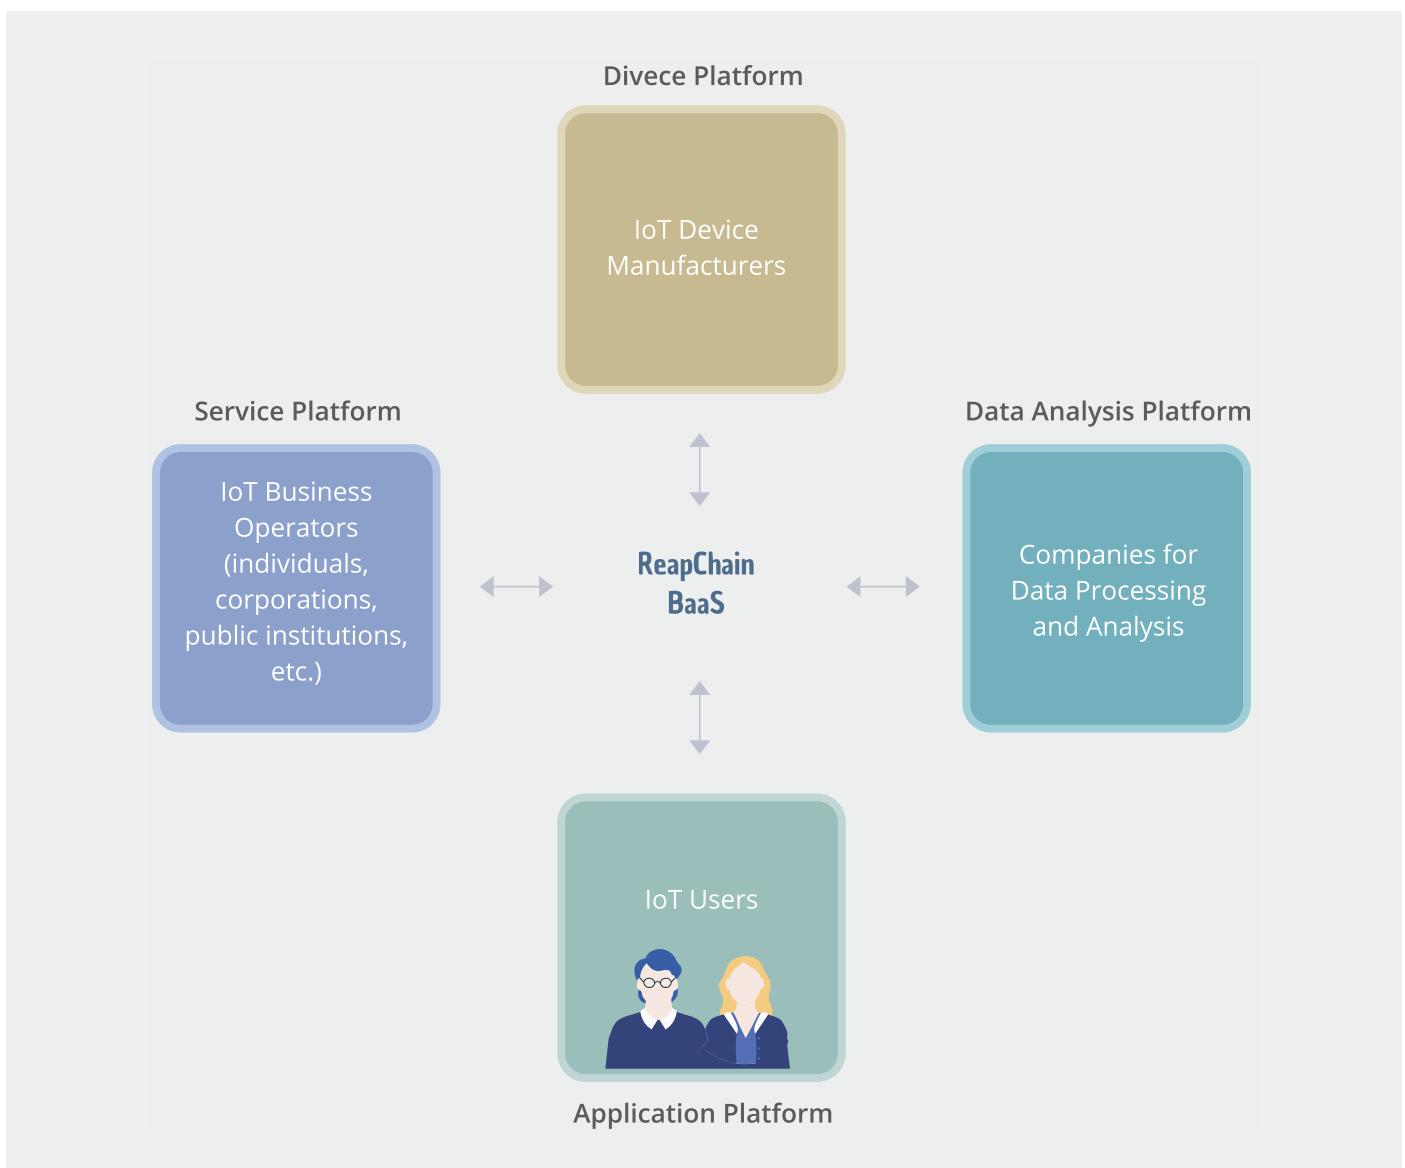 Divece Platform
IoT Device
Manufacturers
Service Platform
IoT Business
Operators
(individuals,
corporations,
public institutions,
etc.)
ReapChain
BaaS
Data Analysis Platform
Companies for
Data Processing
and Analysis
IoT Users
Application Platform